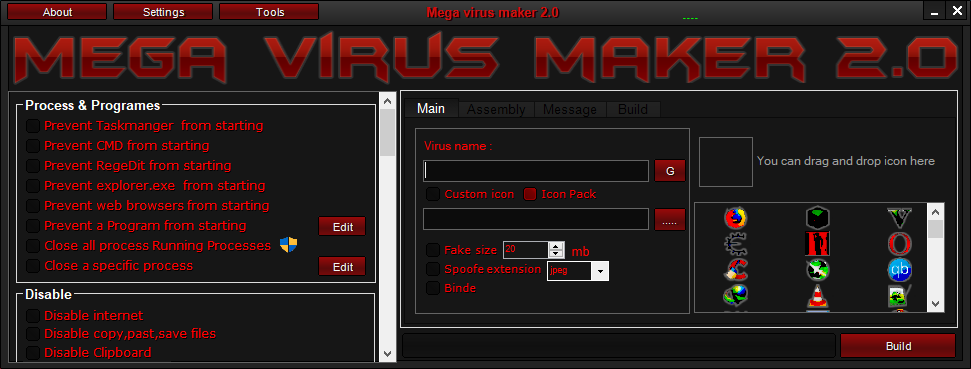 About Settings Tools Mega virus maker 2.0
MEGA VIRUS MAKER 2.0
Process & Programes
Prevent Taskmanger from starting
Prevent CMD from starting
Prevent RegeDit from starting
Prevent explorer.exe from starting
Prevent web browsers from starting
Prevent a Program from starting Edit
Close all process Running Processes
Close a specific process Edit
Disable
Disable internet
Disable copy,past,save files
Disable Clipboard
Main Assembly Message Build
Virus name :
G
Custom icon Icon Pack
.....
Fake size 20 mb
Spoofe extension jpeg
Binde
You can drag and drop icon here
qb
Build